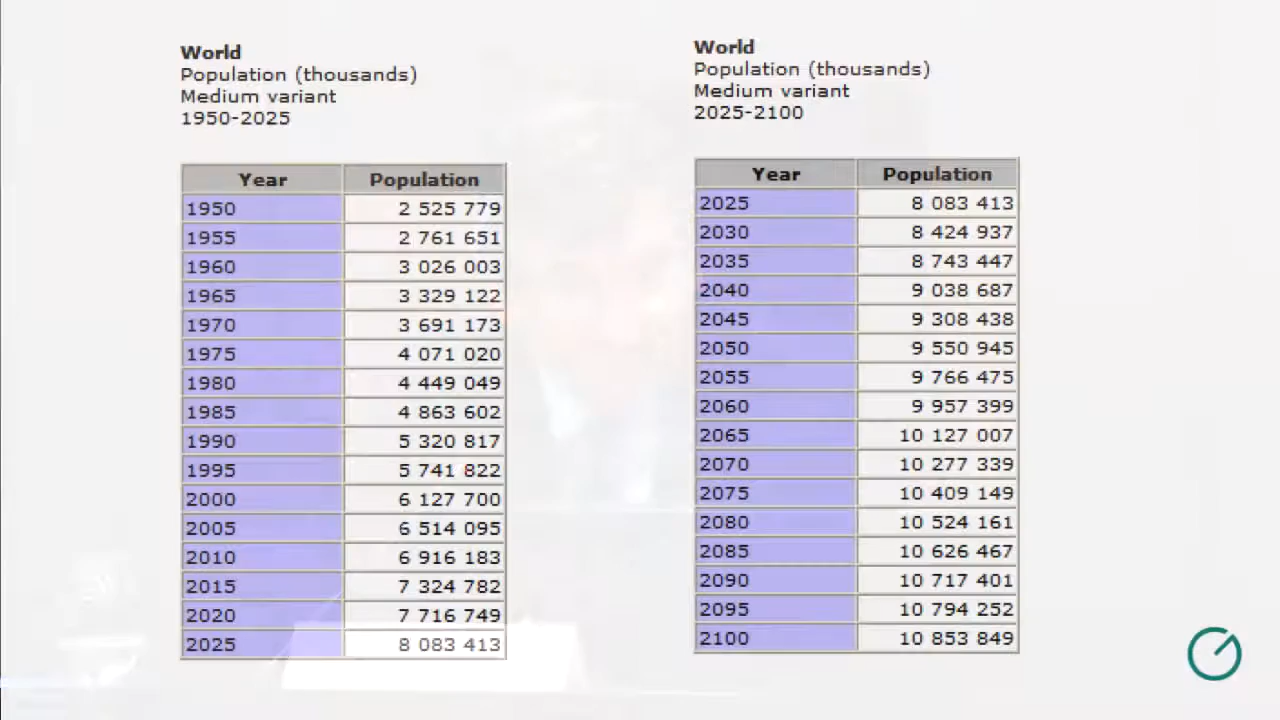 World
Population (thousands)
Medium variant
1950-2025
Year Population
1950 2 525 779
1955 2 761 651
1960 3 026 003
1965 3 329 122
1970 3 691 173
1975 4 071 020
1980 4 449 049
1985 4 863 602
1990 5 320 817
1995 5 741 822
2000 6 127 700
2005 6 514 095
2010 6 916 183
2015 7 324 782
2020 7 716 749
2025 8 083 413
World
Population (thousands)
Medium variant
2025-2100
Year Population
2025 8 083 413
2030 8 424 937
2035 8 743 447
2040 9 038 687
2045 9 308 438
2050 9 550 945
2055 9 766 475
2060 9 957 399
2065 10 127 007
2070 10 277 339
2075 10 409 149
2080 10 524 161
2085 10 626 467
2090 10 717 401
2095 10 794 252
2100 10 853 849